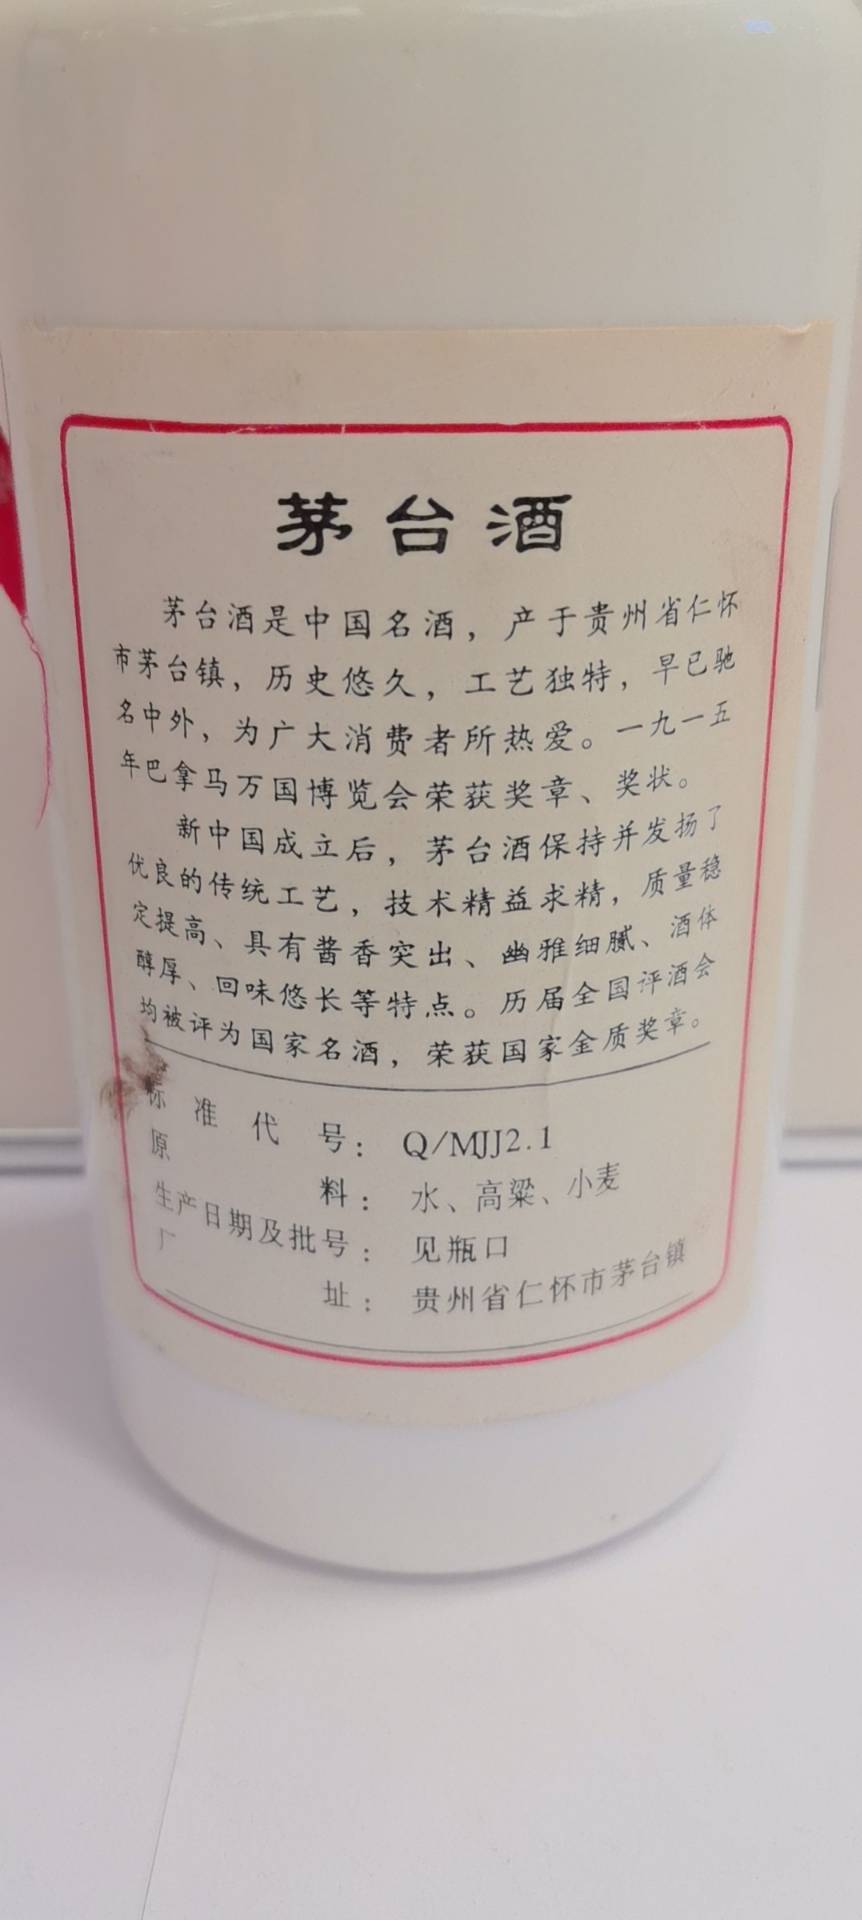 茅台酒
茅台酒是中国名酒，产于贵州省仁怀
市茅台镇，历史悠久，工艺独特，早已驰
名中外，为广大消费者所热爱。一九一五
年巴拿马万国博览会荣获奖章、奖状。
新中国成立后，茅台酒保持并发扬了
优良的传统工艺，技术精益求精，质量稳
定提高、具有酱香突出、幽雅细腻、酒体
醇厚、回味悠长等特点。历届全国评酒会
均被评为国家名酒，荣获国家金质奖章。
标准代号：Q/MJJ2.1
原料：水、高粱、小麦
生产日期及批号：见瓶口
厂址：贵州省仁怀市茅台镇